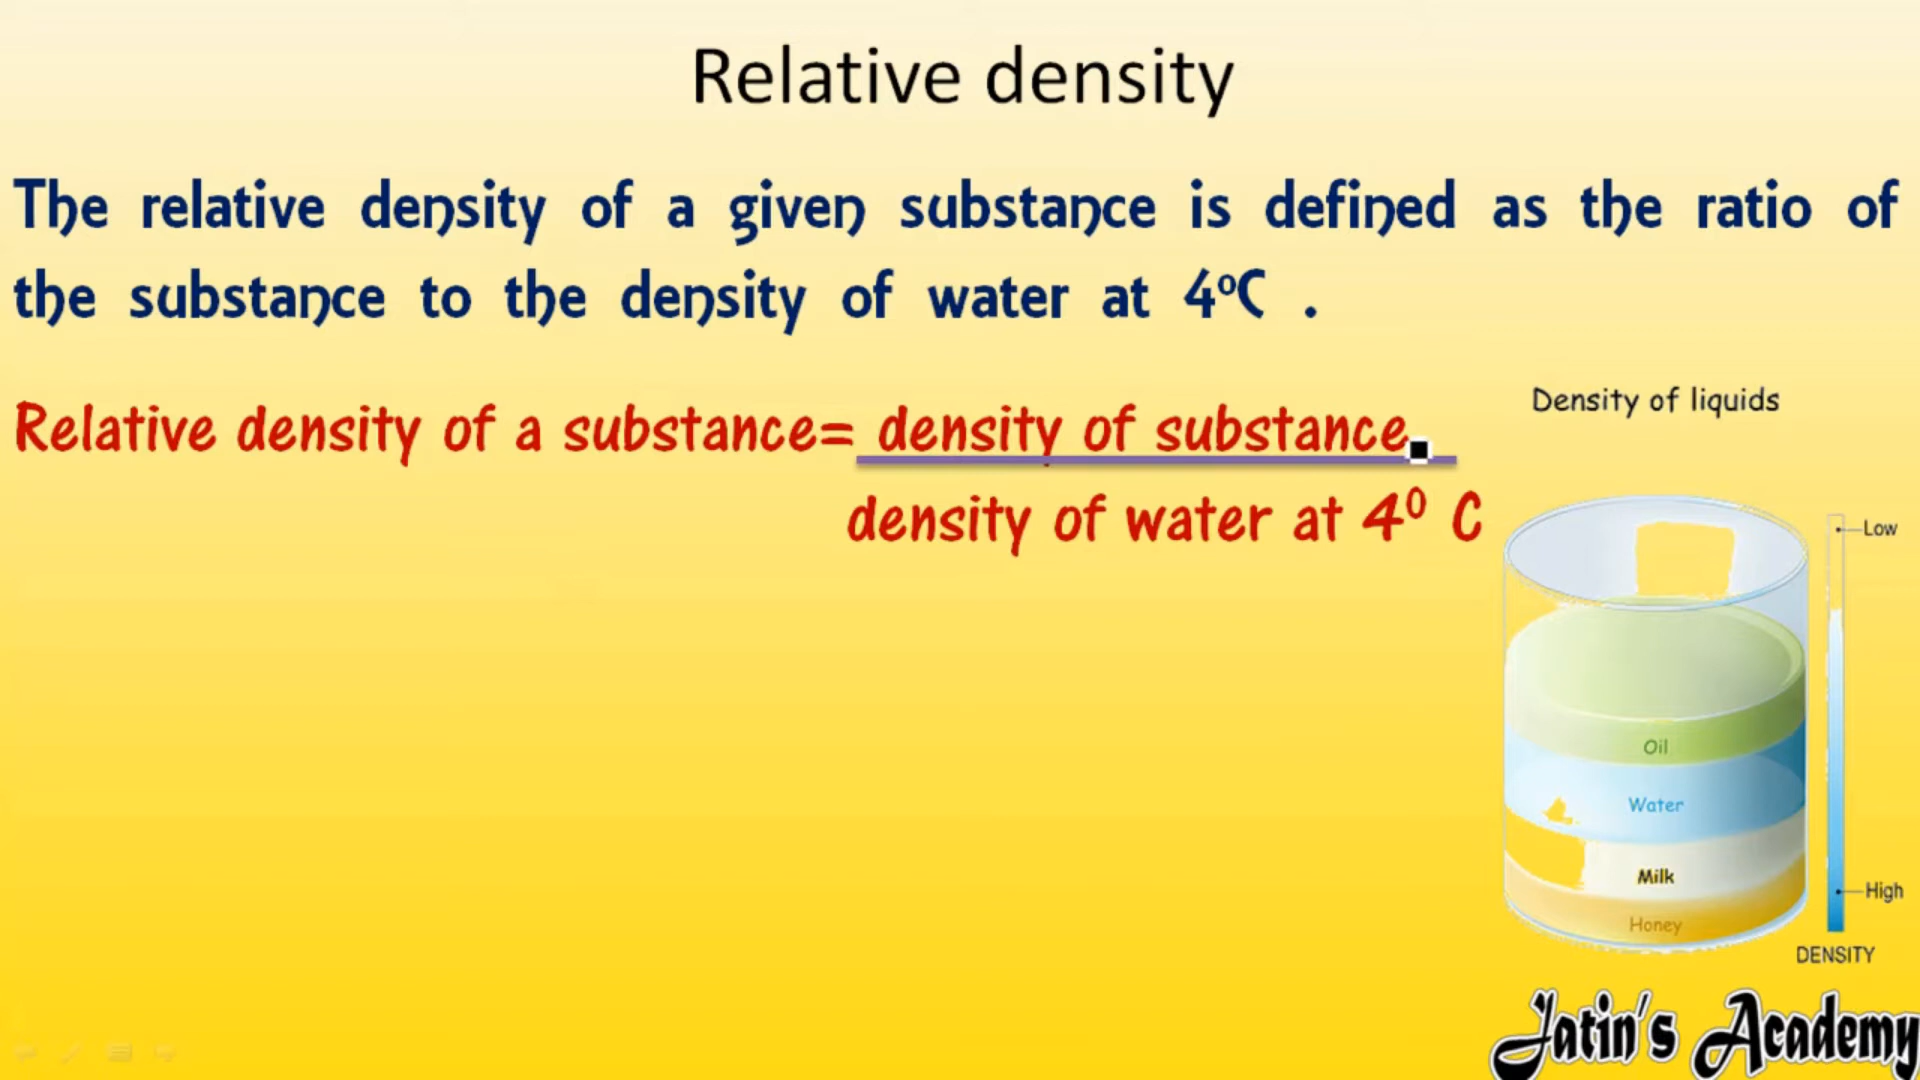 Relative density
The relative density of a given substance is defined as the ratio of
the substance to the density of water at 4⁰C .
Relative density of a substance= density of substance
density of water at 4⁰ C
Density of liquids
Low
Oil
Water
Milk
High
Honey
DENSITY
Jatin's Academy